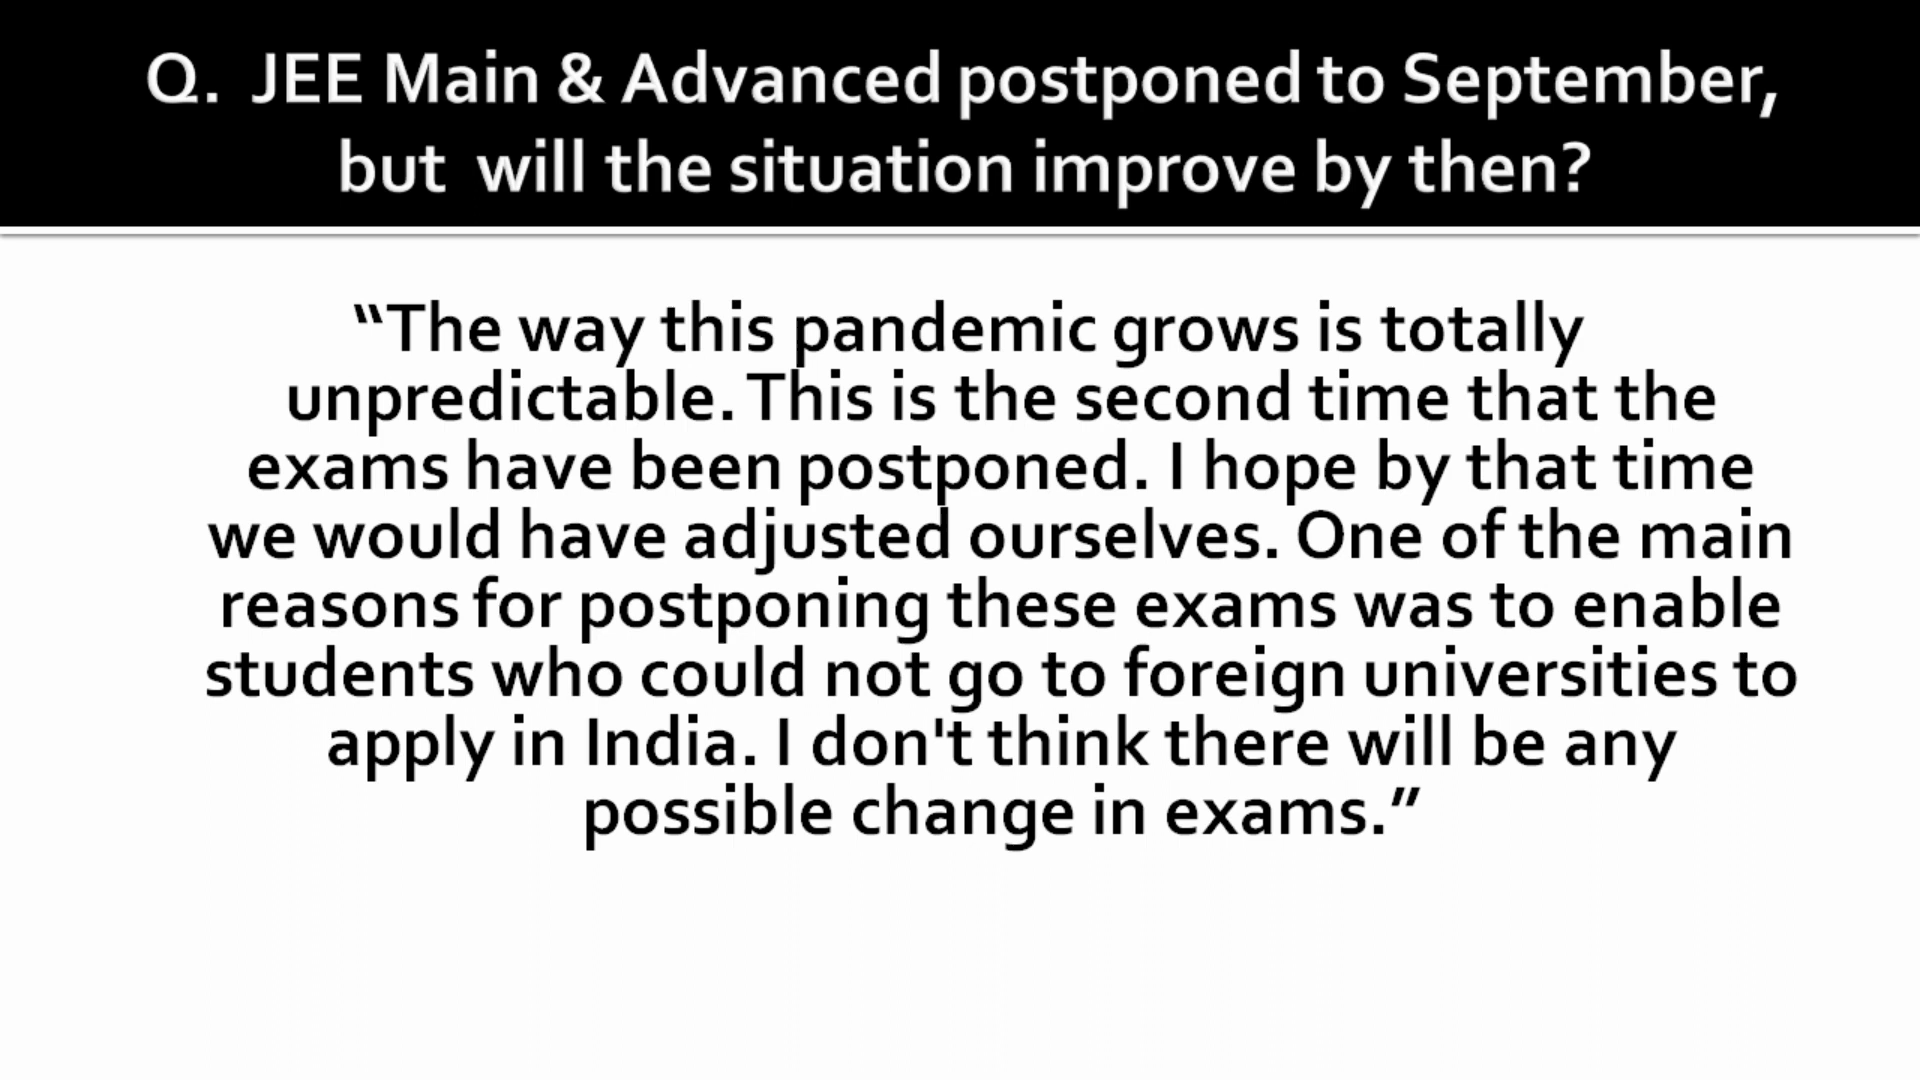 Q.  JEE Main & Advanced postponed to September,
but  will the situation improve by then?
“The way this pandemic grows is totally
unpredictable. This is the second time that the
exams have been postponed. I hope by that time
we would have adjusted ourselves. One of the main
reasons for postponing these exams was to enable
students who could not go to foreign universities to
apply in India. I don't think there will be any
possible change in exams.”